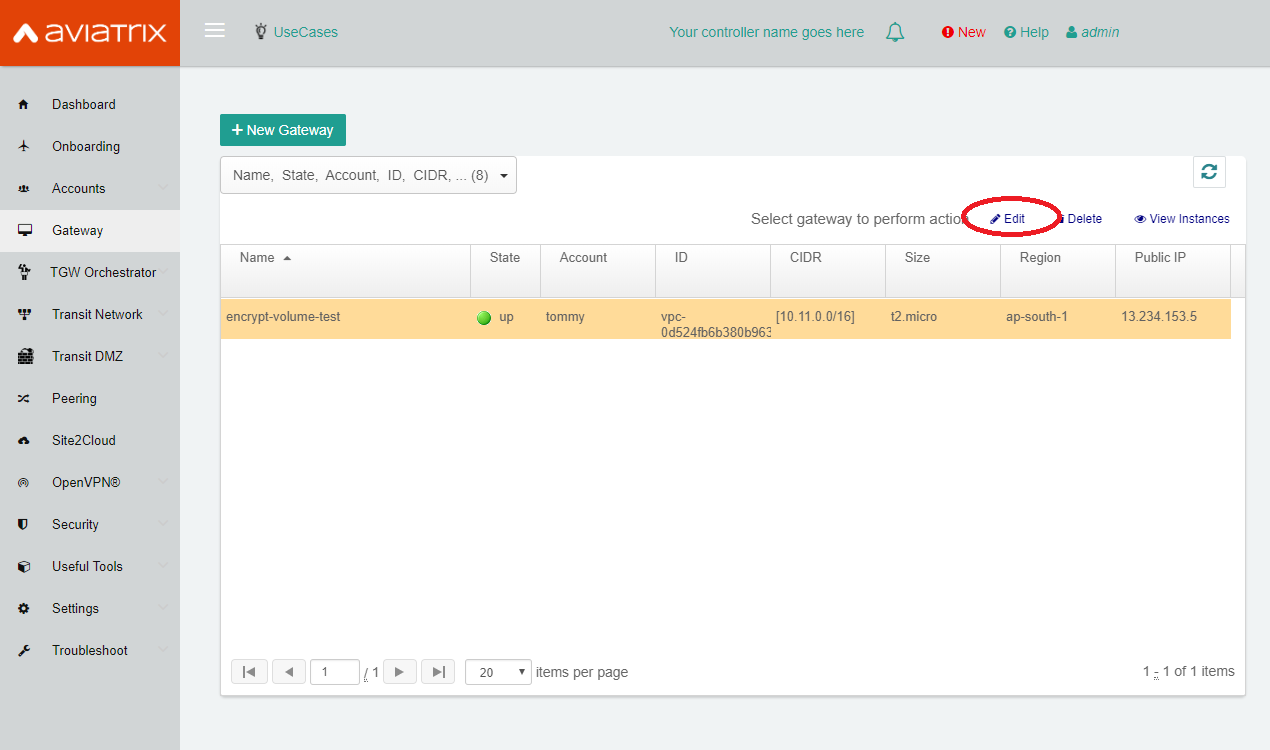 AVIATRIX
UseCases
Your controller name goes here
New
Help
admin
Dashboard
Onboarding
Accounts
Gateway
TGW Orchestrator
Transit Network
Transit DMZ
Peering
Site2Cloud
OpenVPN®
Security
Useful Tools
Settings
Troubleshoot
+ New Gateway
Name, State, Account, ID, CIDR, ... (8)
Select gateway to perform action Edit Delete View Instances
Name State Account ID CIDR Size Region Public IP
encrypt-volume-test up tommy vpc- [10.11.0.0/16] t2.micro ap-south-1 13.234.153.5
0d524fb6b380b963
1 / 1 20 items per page 1 - 1 of 1 items